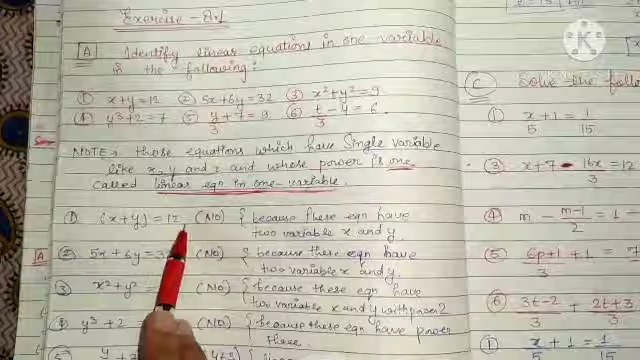 Exercise - 8.1
[A] Identify linear equations in one variable
in the following:
① x+y=12 ② 5x+6y=32 ③ x²+y²=9
④ y³+2=7 ⑤ y/3+7=9 ⑥ t/3-4=6
NOTE:- those equations which have single variable
like x, y and z and whose power is one
called linear eqn in one variable.
① (x+y)=12 (NO) { because these eqn have
two variable x and y
② 5x+6y=3 (NO) { because these eqn have
two variable x and y
③ x²+y² = (NO) { because these eqn have
two variable x and y with power 2
④ y³+2 = (NO) { because these eqn have power
three
K
© Solve the follo
① x/5+1=1/15
③ x+7-16x/3=
④ m-(m-1)/2=1-
⑤ (6p+1)/3+1=
⑥ (3t-2)/3+(2t+3)/3
① x/5+1=1/15